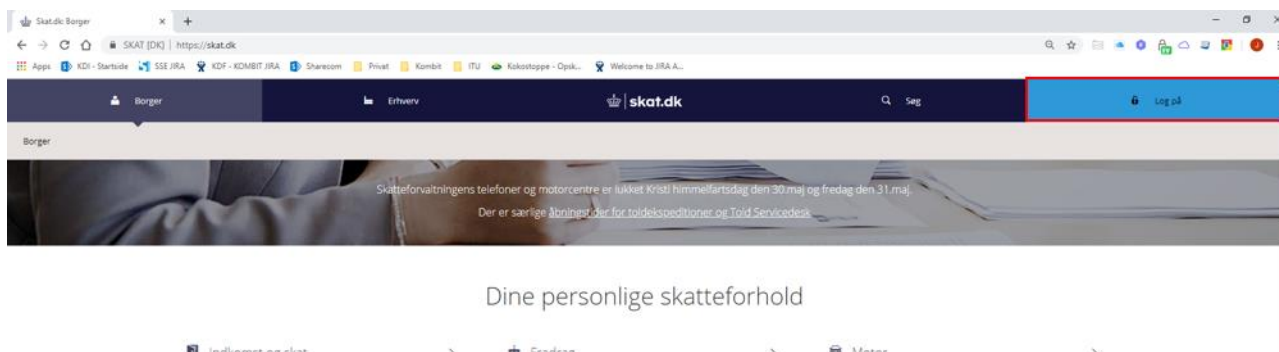 Skat.dk: Borger
SKAT [DK] | https://skat.dk
Apps KDI - Startside SSE JIRA KDF - KOMBIT JIRA Sharecom Privat Kombit ITU Kokostoppe - Opsk... Welcome to JIRA A...
Borger Erhverv skat.dk Søg Log på
Borger
Skatteforvaltningens telefoner og motorcentre er lukket Kristi himmelfartsdag den 30.maj og fredag den 31.maj.
Der er særlige åbningstider for toldekspeditioner og Told Servicedesk
Dine personlige skatteforhold
Indkomst og skat Fradrag Motor